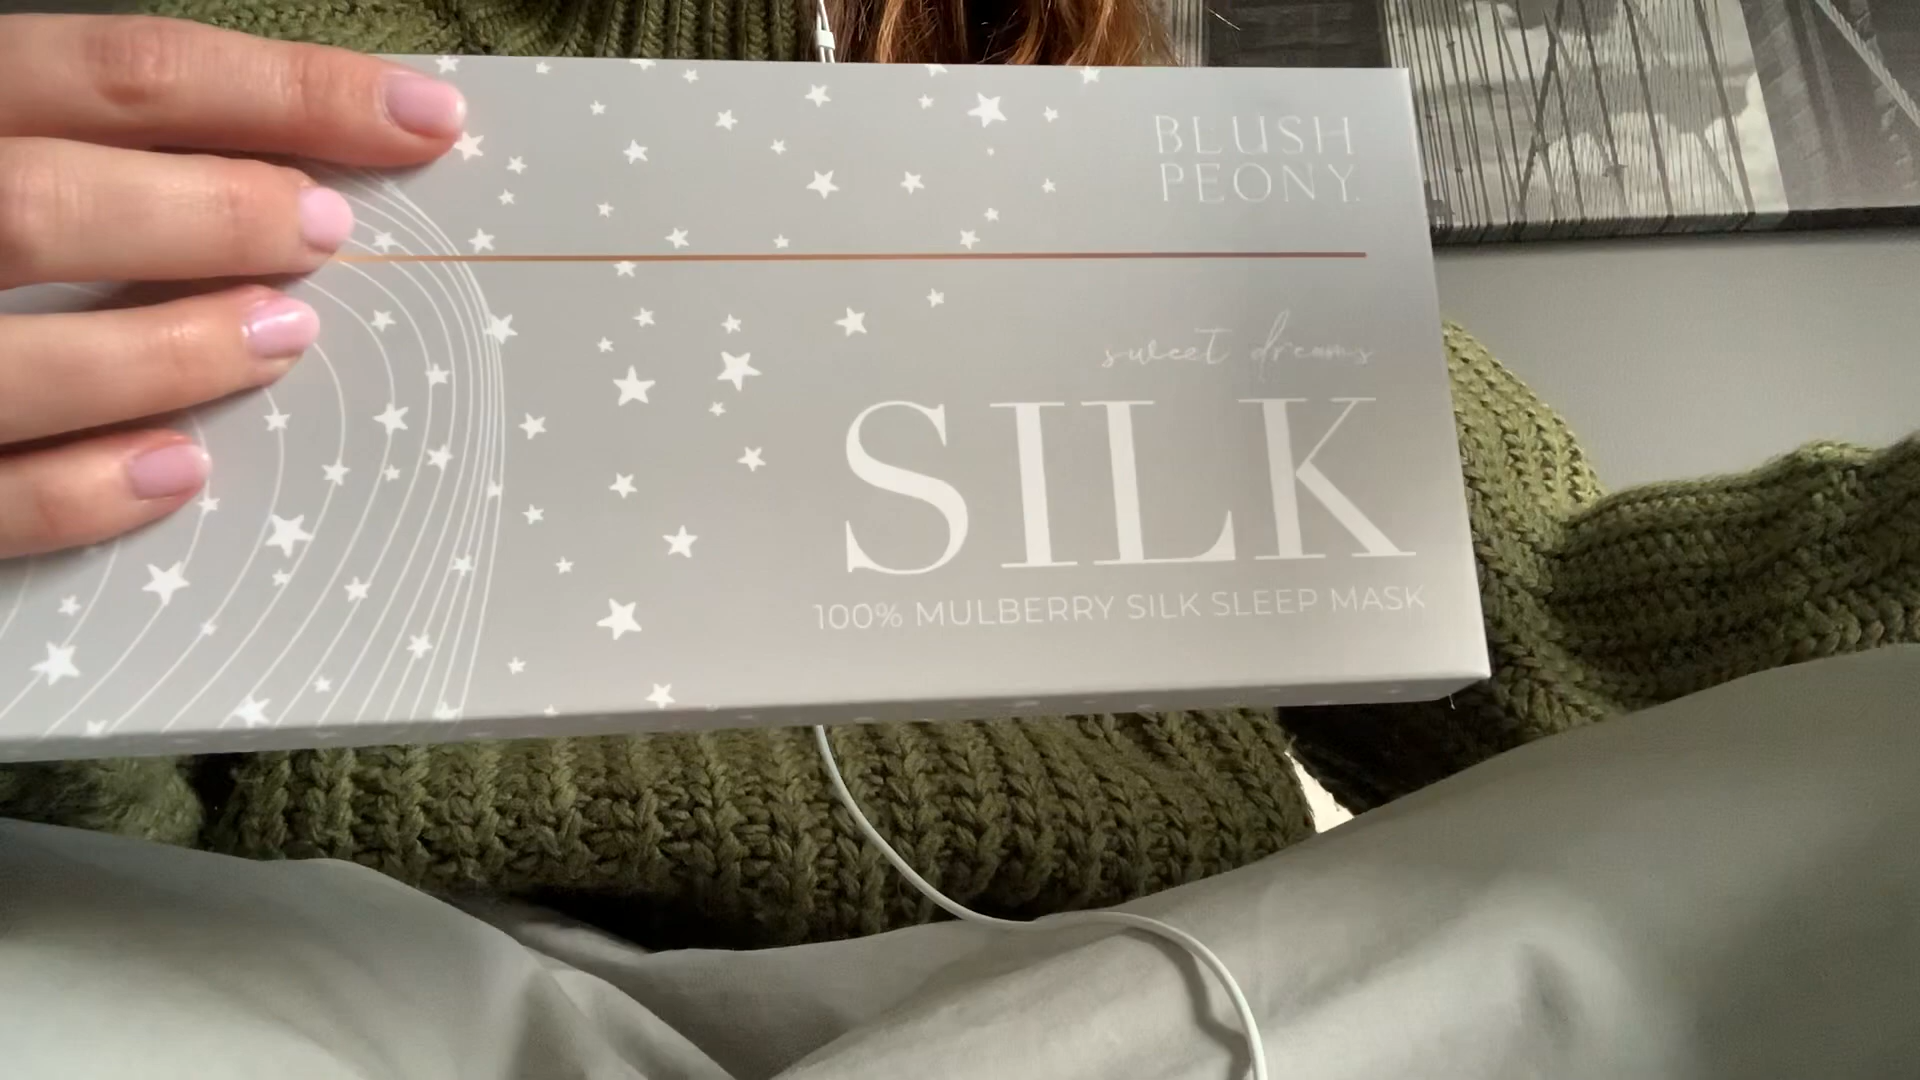 BLUSH
PEONY.
sweet dreams
SILK
100% MULBERRY SILK SLEEP MASK